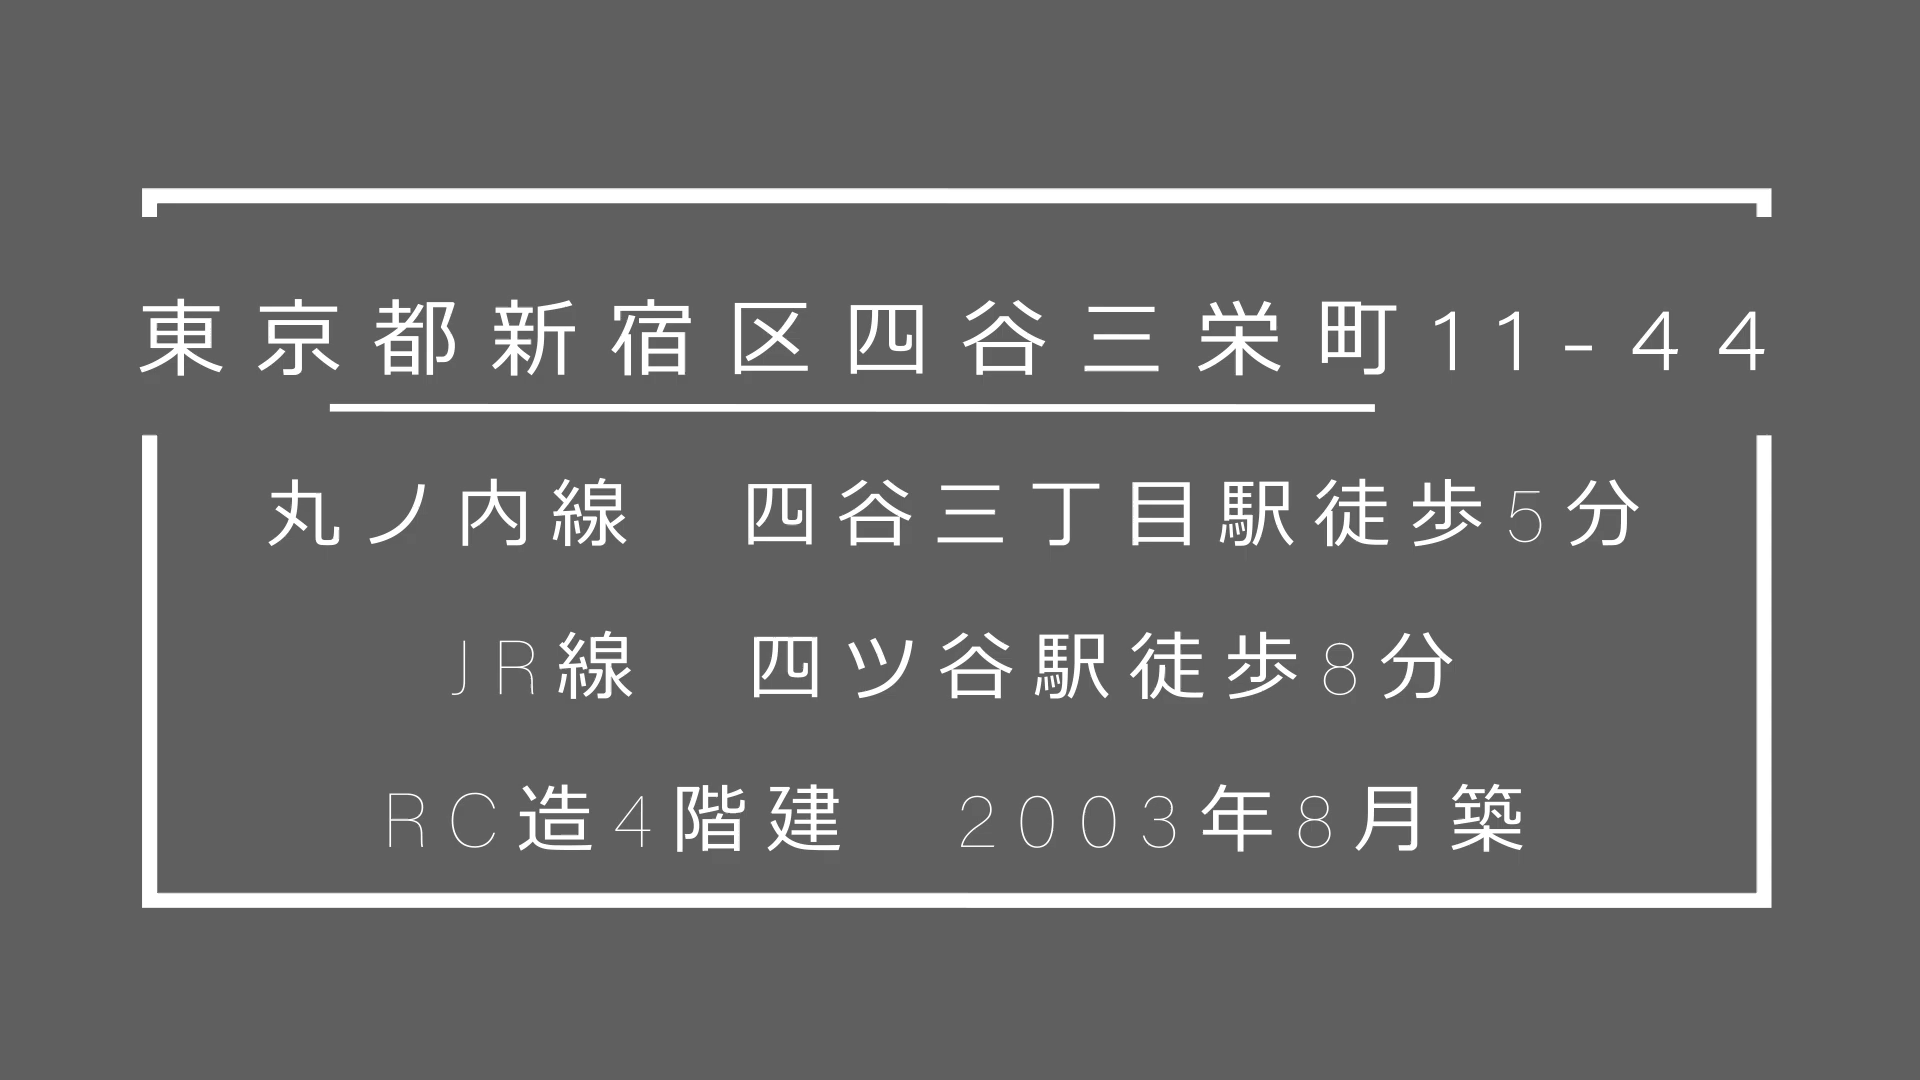 東京都新宿区四谷三栄町11-44
丸ノ内線　四谷三丁目駅徒歩5分
JR線　四ツ谷駅徒歩8分
RC造4階建　2003年8月築